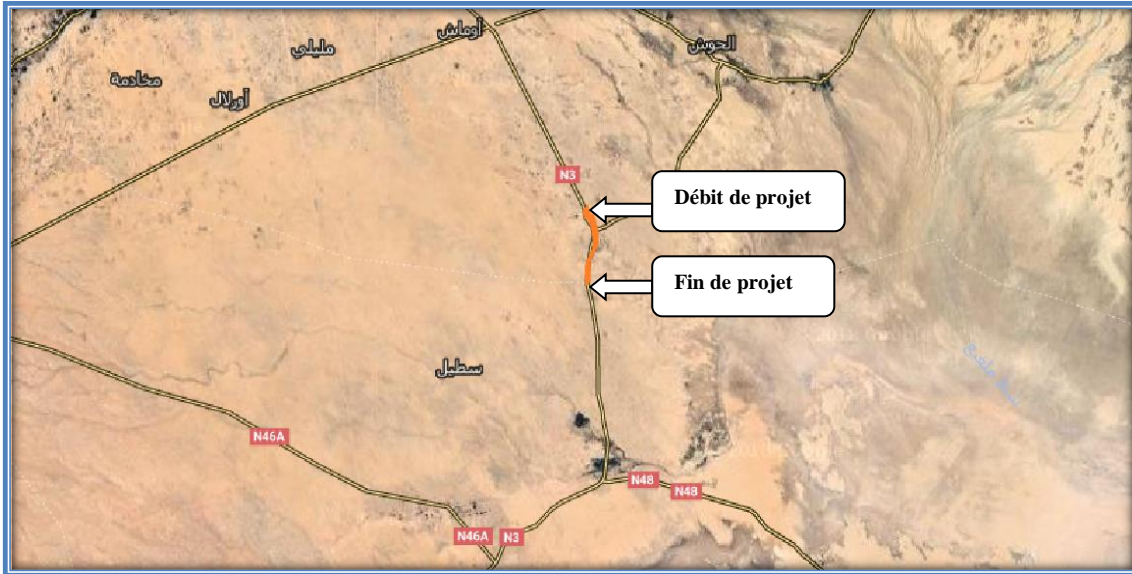 أوماش
مليلي
الحوش
مخادمة
أورلال
N3
Débit de projet
Fin de projet
سطيل
N46A
N48
N48
N46A
N3